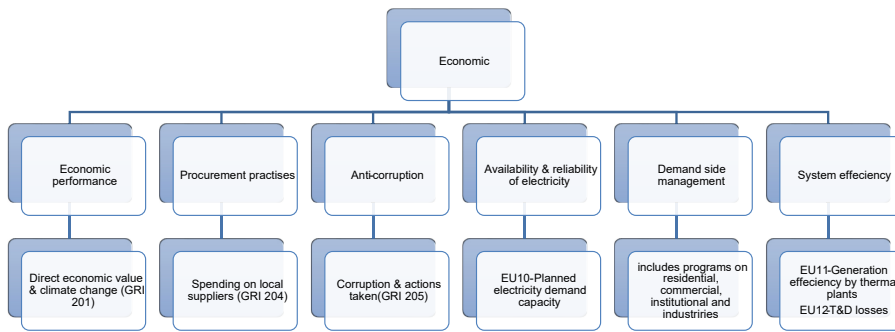 Economic
Economic
performance
Procurement practises
Anti-corruption
Availability & reliability
of electricity
Demand side
management
System effeciency
Direct economic value
& climate change (GRI
201)
Spending on local
suppliers (GRI 204)
Corruption & actions
taken(GRI 205)
EU10-Planned
electricity demand
capacity
includes programs on
residential,
commercial,
institutional and
industriries
EU11-Generation
effeciency by thermal
plants
EU12-T&D losses